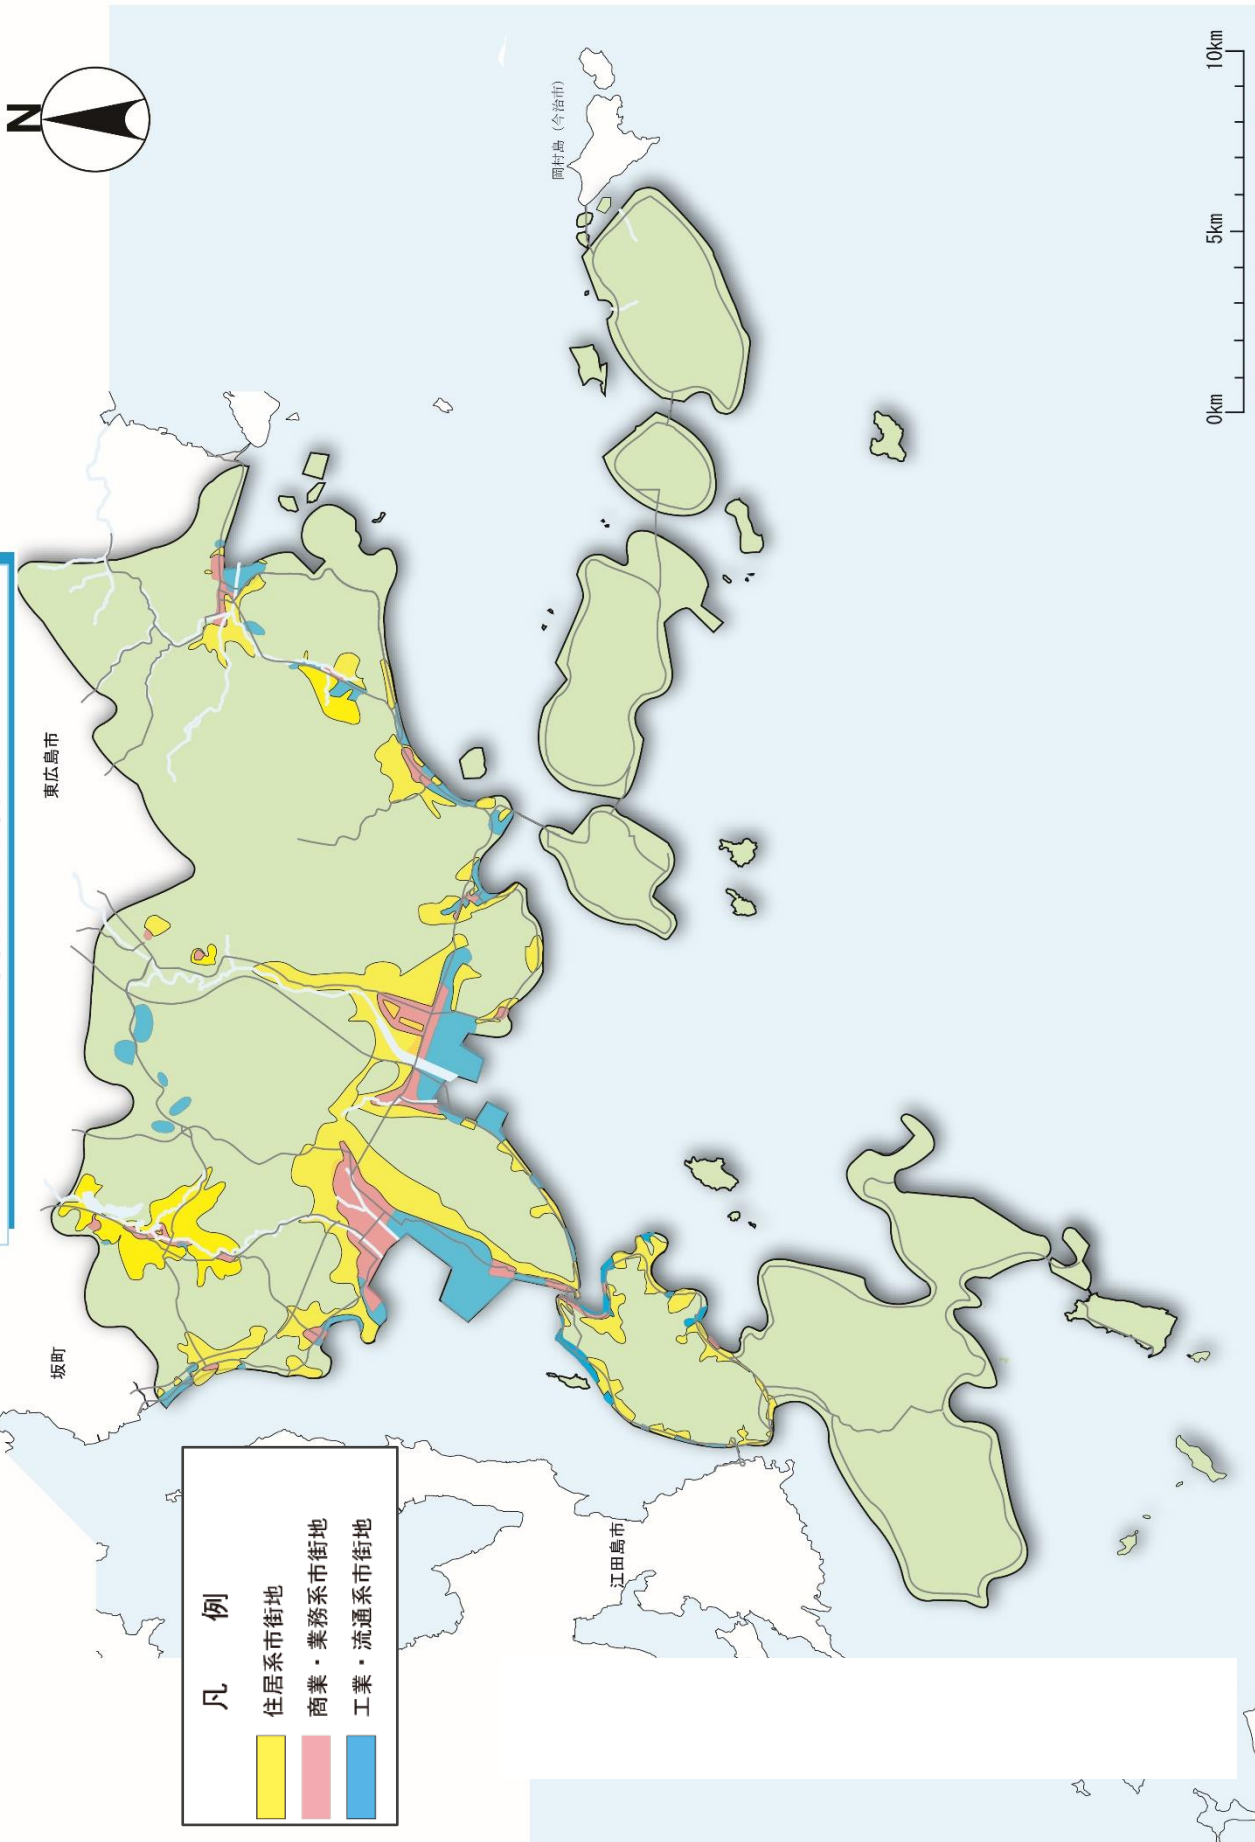 N
東広島市
坂町
江田島市
岡村島（今治市）
凡 例
住居系市街地
商業・業務系市街地
工業・流通系市街地
0km 5km 10km